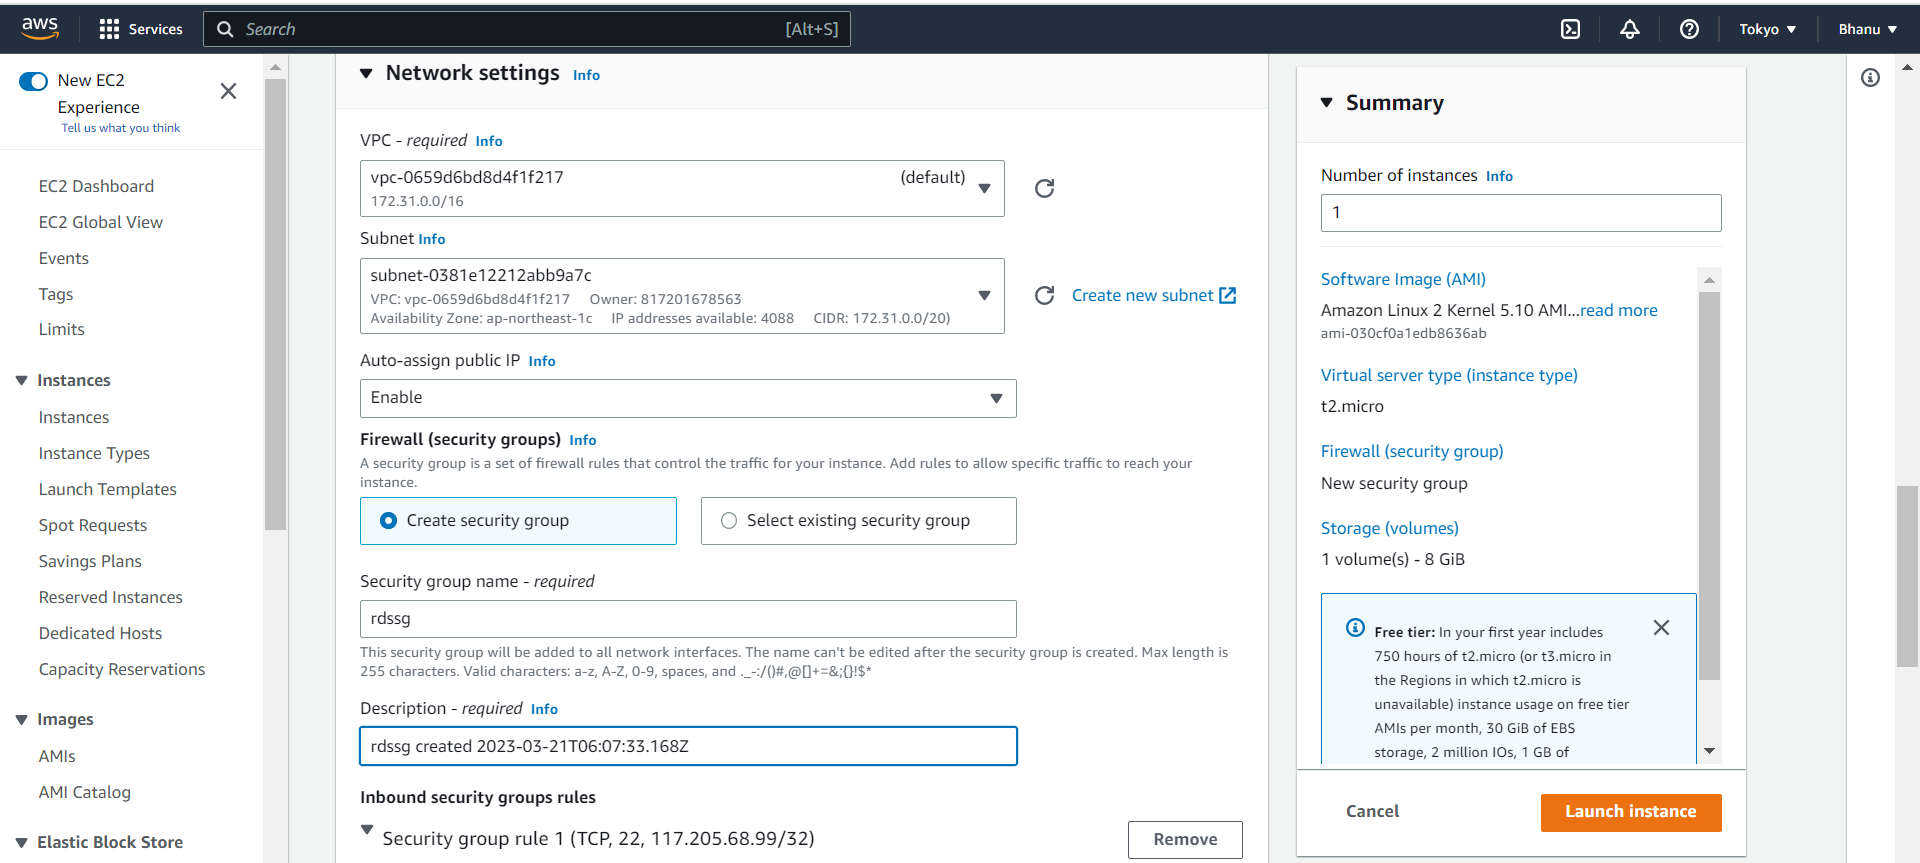 aws
Services
Search
[Alt+S]
Tokyo
Bhanu
New EC2
Experience
Tell us what you think
EC2 Dashboard
EC2 Global View
Events
Tags
Limits
Instances
Instances
Instance Types
Launch Templates
Spot Requests
Savings Plans
Reserved Instances
Dedicated Hosts
Capacity Reservations
Images
AMIs
AMI Catalog
Elastic Block Store
Network settings Info
VPC - required Info
vpc-0659d6bd8d4f1f217 (default)
172.31.0.0/16
Subnet Info
subnet-0381e12212abb9a7c
VPC: vpc-0659d6bd8d4f1f217 Owner: 817201678563
Availability Zone: ap-northeast-1c IP addresses available: 4088 CIDR: 172.31.0.0/20)
Create new subnet
Auto-assign public IP Info
Enable
Firewall (security groups) Info
A security group is a set of firewall rules that control the traffic for your instance. Add rules to allow specific traffic to reach your
instance.
Create security group
Select existing security group
Security group name - required
rdssg
This security group will be added to all network interfaces. The name can't be edited after the security group is created. Max length is
255 characters. Valid characters: a-z, A-Z, 0-9, spaces, and ._-:/()#,@[]+=&;{}!$*
Description - required Info
rdssg created 2023-03-21T06:07:33.168Z
Inbound security groups rules
Security group rule 1 (TCP, 22, 117.205.68.99/32)
Remove
Summary
Number of instances Info
1
Software Image (AMI)
Amazon Linux 2 Kernel 5.10 AMI...read more
ami-030cf0a1edb8636ab
Virtual server type (instance type)
t2.micro
Firewall (security group)
New security group
Storage (volumes)
1 volume(s) - 8 GiB
Free tier: In your first year includes
750 hours of t2.micro (or t3.micro in
the Regions in which t2.micro is
unavailable) instance usage on free tier
AMIs per month, 30 GiB of EBS
storage, 2 million IOs, 1 GB of
Cancel
Launch instance